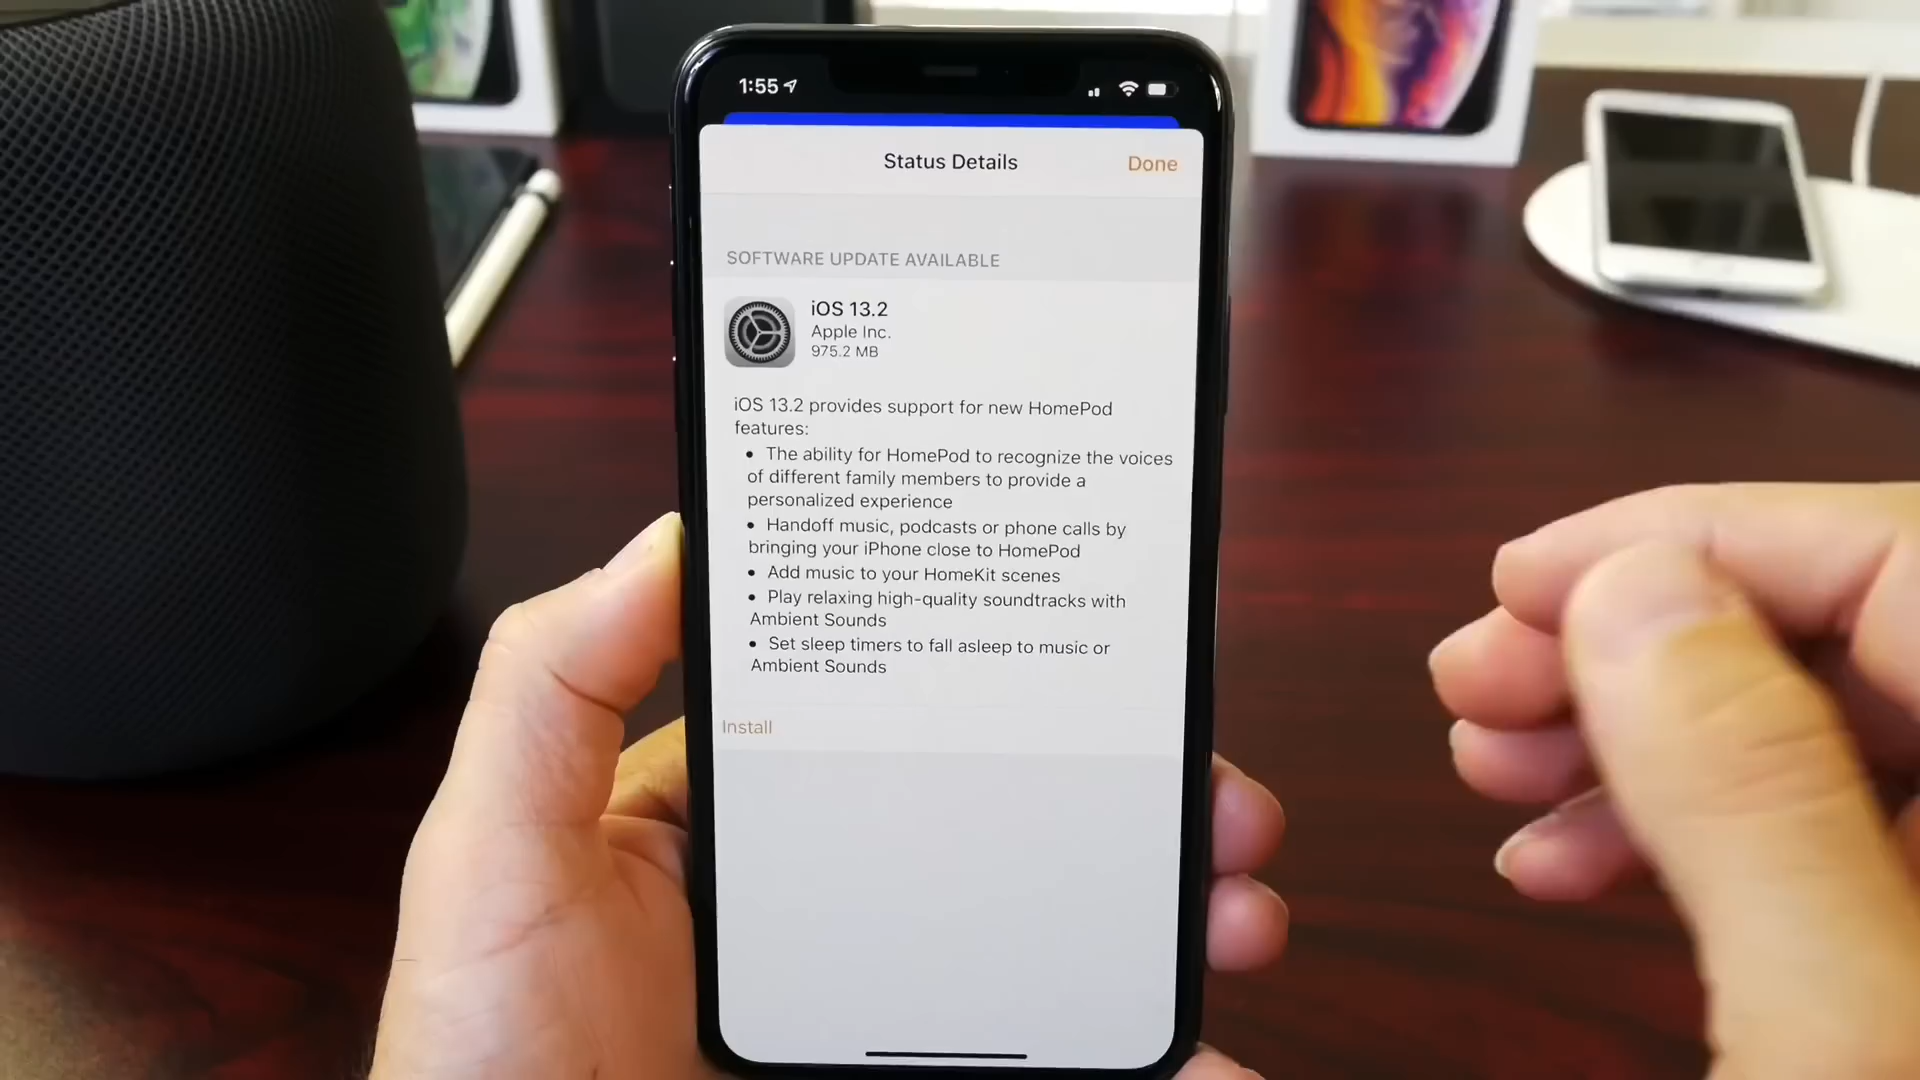 1:55
Status Details
Done
SOFTWARE UPDATE AVAILABLE
iOS 13.2
Apple Inc.
975.2 MB
iOS 13.2 provides support for new HomePod
features:
• The ability for HomePod to recognize the voices
of different family members to provide a
personalized experience
• Handoff music, podcasts or phone calls by
bringing your iPhone close to HomePod
• Add music to your HomeKit scenes
• Play relaxing high-quality soundtracks with
Ambient Sounds
• Set sleep timers to fall asleep to music or
Ambient Sounds
Install